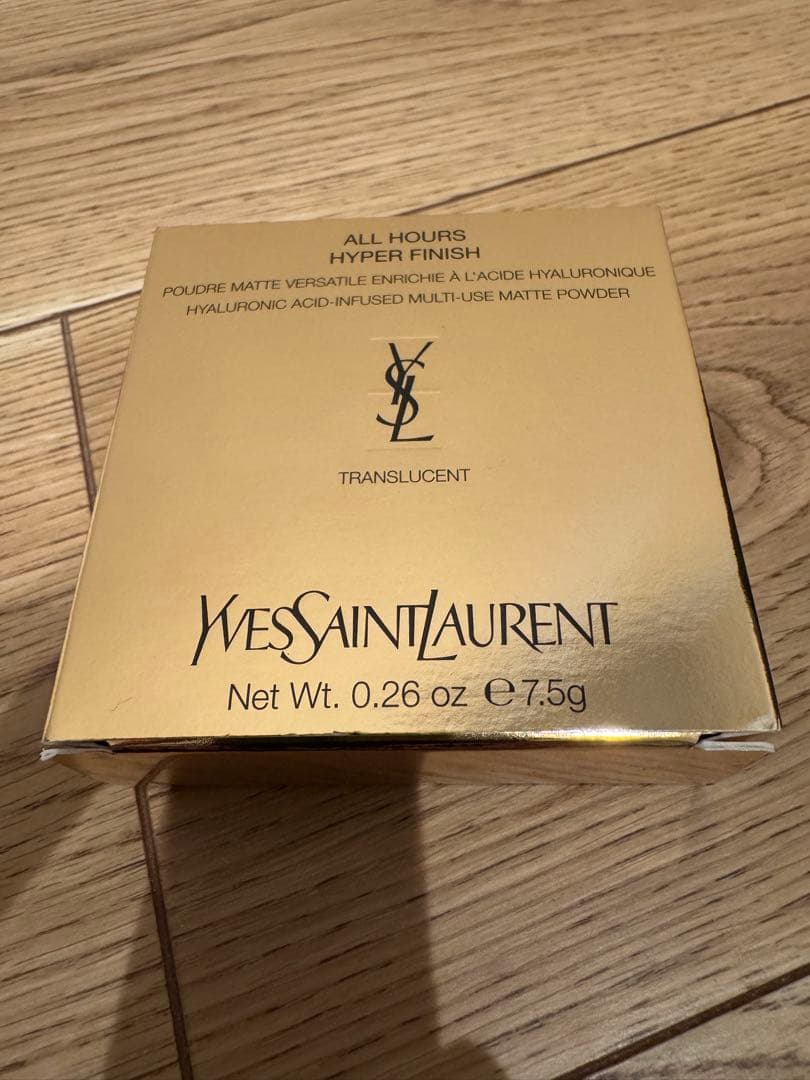 ALL HOURS
HYPER FINISH
POUDRE MATTE VERSATILE ENRICHIE À L'ACIDE HYALURONIQUE
HYALURONIC ACID-INFUSED MULTI-USE MATTE POWDER
YSL
TRANSLUCENT
YVESSAINTLAURENT
Net Wt. 0.26 oz ℮7.5g